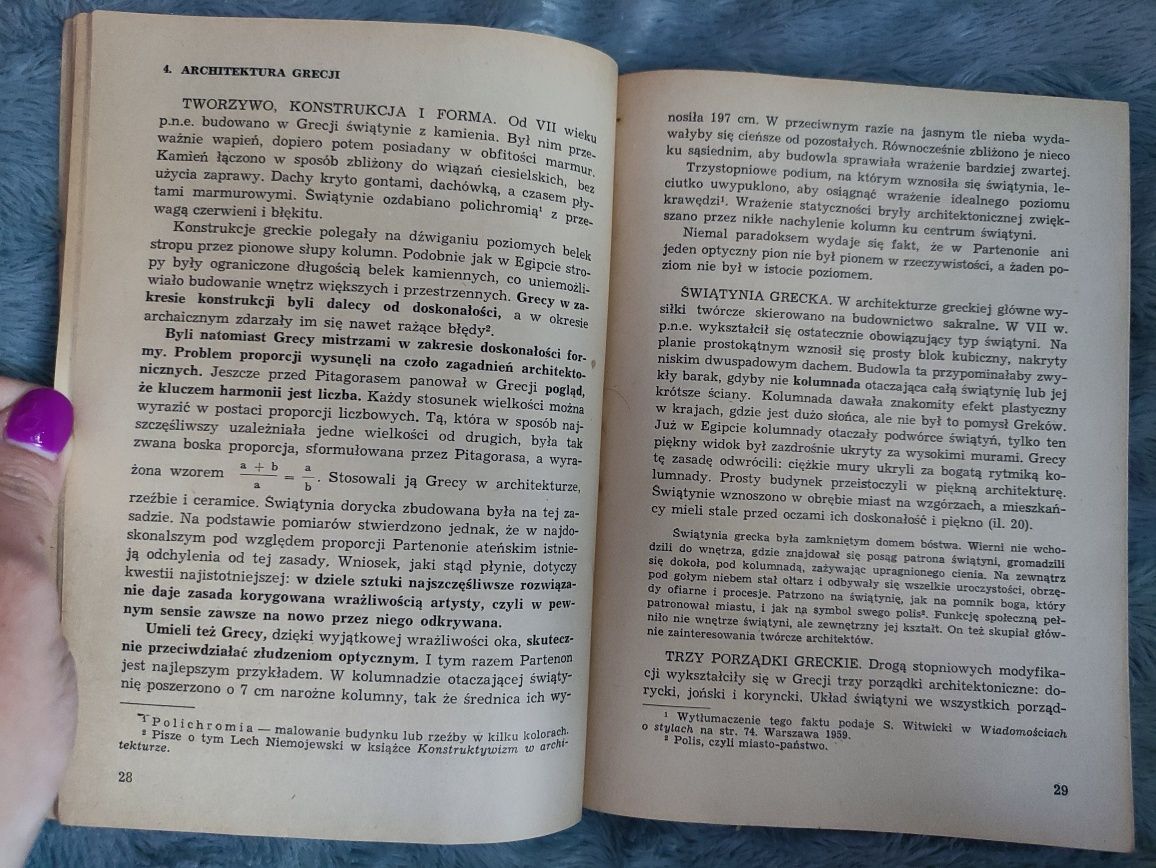 4. ARCHITEKTURA GRECJI
TWORZYWO, KONSTRUKCJA I FORMA. Od VII wieku
p.n.e. budowano w Grecji świątynie z kamienia. Był nim prze-
ważnie wapień, dopiero potem posiadany w obfitości marmur.
Kamień łączono w sposób zbliżony do wiązań ciesielskich, bez
użycia zaprawy. Dachy kryto gontami, dachówką, a czasem pły-
tami marmurowymi. Świątynie ozdabiano polichromią¹ z prze-
wagą czerwieni i błękitu.
Konstrukcje greckie polegały na dźwiganiu poziomych belek
stropu przez pionowe słupy kolumn. Podobnie jak w Egipcie stro-
py były ograniczone długością belek kamiennych, co uniemożli-
wiało budowanie wnętrz większych i przestrzennych. Grecy w za-
kresie konstrukcji byli dalecy od doskonałości, a w okresie
archaicznym zdarzały im się nawet rażące błędy².
Byli natomiast Grecy mistrzami w zakresie doskonałości for-
my. Problem proporcji wysunęli na czoło zagadnień architekto-
nicznych. Jeszcze przed Pitagorasem panował w Grecji pogląd,
że kluczem harmonii jest liczba. Każdy stosunek wielkości można
wyrazić w postaci proporcji liczbowych. Tą, która w sposób naj-
szczęśliwszy uzależniała jedne wielkości od drugich, była tak
zwana boska proporcja, sformułowana przez Pitagorasa, a wyra-
żona wzorem a + b / a = a / b. Stosowali ją Grecy w architekturze,
rzeźbie i ceramice. Świątynia dorycka zbudowana była na tej za-
sadzie. Na podstawie pomiarów stwierdzono jednak, że w najdo-
skonalszym pod względem proporcji Partenonie ateńskim istnie-
ją odchylenia od tej zasady. Wniosek, jaki stąd płynie, dotyczy
kwestii najistotniejszej: w dziele sztuki najszczęśliwsze rozwiąza-
nie daje zasada korygowana wrażliwością artysty, czyli w pew-
nym sensie zawsze na nowo przez niego odkrywana.
Umieli też Grecy, dzięki wyjątkowej wrażliwości oka, skutecz-
nie przeciwdziałać złudzeniom optycznym. I tym razem Partenon
jest najlepszym przykładem. W kolumnadzie otaczającej święty-
nię poszerzono o 7 cm narożne kolumny, tak że średnica ich wy-
¹ Polichromia — malowanie budynku lub rzeźby w kilku kolorach.
² Pisze o tym Lech Niemojewski w książce Konstruktywizm w archi-
tekturze.
28
nosiła 197 cm. W przeciwnym razie na jasnym tle nieba wyda-
wałyby się cieńsze od pozostałych. Równocześnie zbliżono je nieco
ku sąsiednim, aby budowla sprawiała wrażenie bardziej zwartej.
Trzystopniowe podium, na którym wznosiła się świątynia, le-
ciutko uwypuklono, aby osiągnąć wrażenie idealnego poziomu
krawędzi¹. Wrażenie statyczności bryły architektonicznej zwięk-
szano przez nikłe nachylenie kolumn ku centrum świątyni.
Niemal paradoksem wydaje się fakt, że w Partenonie ani
jeden optyczny pion nie był pionem w rzeczywistości, a żaden po-
ziom nie był w istocie poziomem.
ŚWIĄTYNIA GRECKA. W architekturze greckiej główne wy-
siłki twórcze skierowano na budownictwo sakralne. W VII w.
p.n.e. wykształcił się ostatecznie obowiązujący typ świątyni. Na
planie prostokątnym wznosił się prosty blok kubiczny, nakryty
niskim dwuspadowym dachem. Budowla ta przypominałaby zwy-
kły barak, gdyby nie kolumnada otaczająca całą świątynię lub jej
krótsze ściany. Kolumnada dawała znakomity efekt plastyczny
w krajach, gdzie jest dużo słońca, ale nie był to pomysł Greków.
Już w Egipcie kolumnady otaczały podwórce świątyń, tylko ten
piękny widok był zazdrośnie ukryty za wysokimi murami. Grecy
tę zasadę odwrócili: ciężkie mury ukryli za bogatą rytmiką ko-
lumnady. Prosty budynek przeistoczyli w piękną architekturę.
Świątynie wznoszono w obrębie miast na wzgórzach, a mieszkań-
cy mieli stale przed oczami ich doskonałość i piękno (il. 20).
Świątynia grecka była zamkniętym domem bóstwa. Wierni nie wcho-
dzili do wnętrza, gdzie znajdował się posąg patrona świątyni, gromadzili
się dokoła, pod kolumnadą, zażywając upragnionego cienia. Na zewnątrz
pod gołym niebem stał ołtarz i odbywały się wszelkie uroczystości, obrzę-
dy ofiarne i procesje. Patrzono na świątynię, jak na pomnik boga, który
patronował miastu, i jak na symbol swego polis². Funkcję społeczną peł-
niło nie wnętrze świątyni, ale zewnętrzny jej kształt. On też skupiał głów-
nie zainteresowania twórcze architektów.
TRZY PORZĄDKI GRECKIE. Drogą stopniowych modyfika-
cji wykształciły się w Grecji trzy porządki architektoniczne: do-
rycki, joński i koryncki. Układ świątyni we wszystkich porząd-
¹ Wytłumaczenie tego faktu podaje S. Witwicki w Wiadomościach
o stylach na str. 74. Warszawa 1959.
² Polis, czyli miasto-państwo.
29